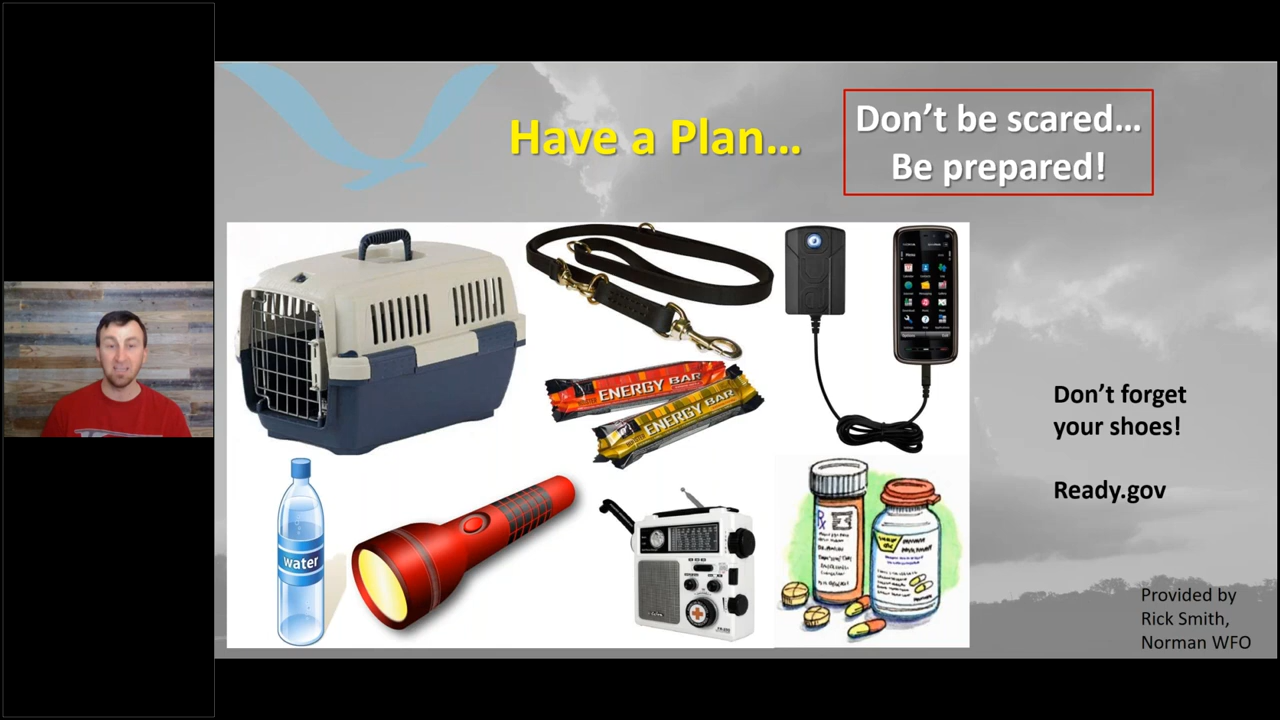 Have a Plan...
Don't be scared...
Be prepared!
ENERGY BAR
ENERGY BAR
Don't forget
your shoes!
Ready.gov
water
Provided by
Rick Smith,
Norman WFO